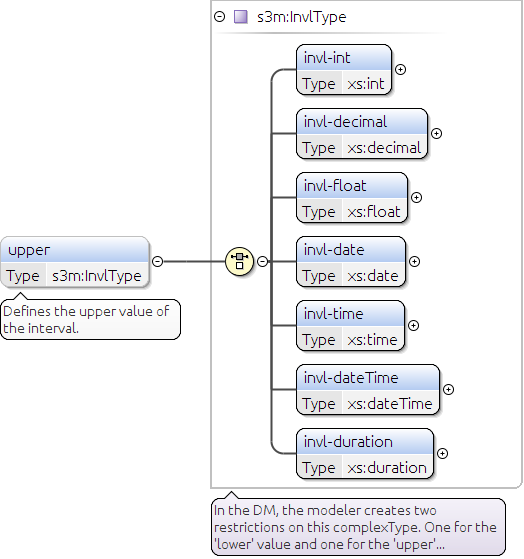 s3m:InvlType
invl-int
Type xs:int
invl-decimal
Type xs:decimal
invl-float
Type xs:float
upper
Type s3m:InvlType
Defines the upper value of
the interval.
invl-date
Type xs:date
invl-time
Type xs:time
invl-dateTime
Type xs:dateTime
invl-duration
Type xs:duration
In the DM, the modeler creates two
restrictions on this complexType. One for the
'lower' value and one for the 'upper'...